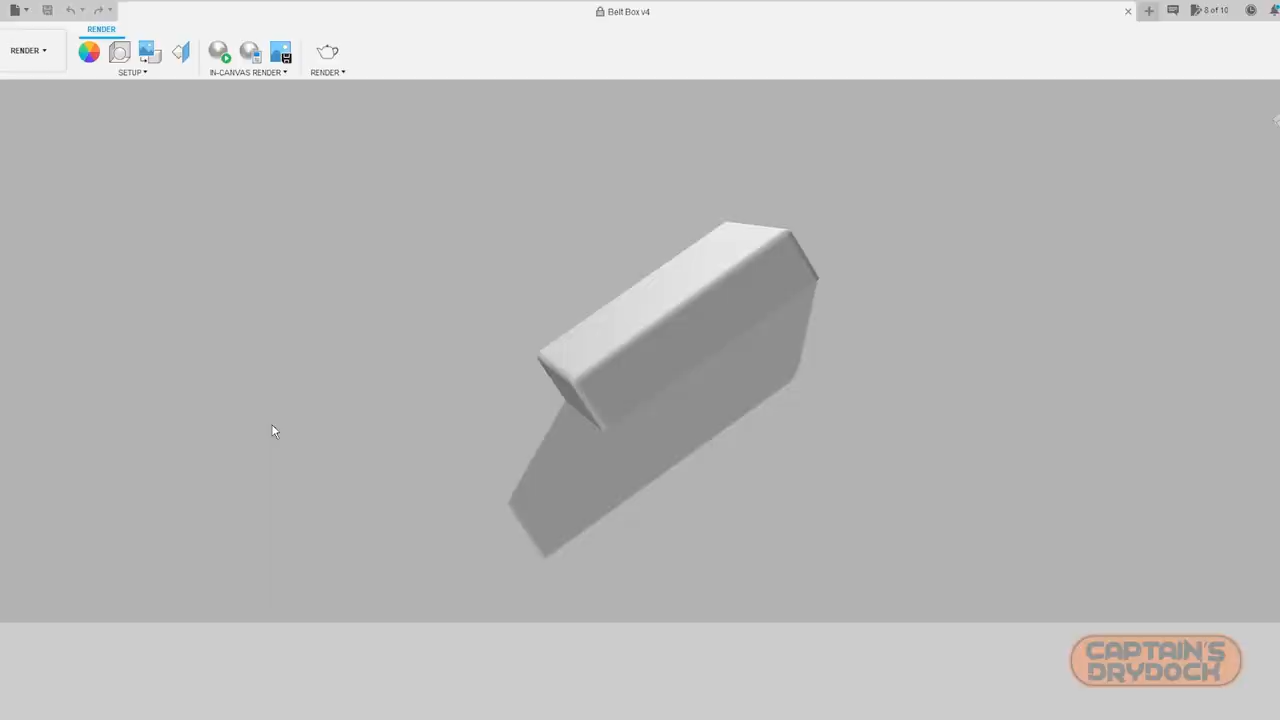 Belt Box v4
8 of 10
RENDER
RENDER
SETUP
IN-CANVAS RENDER
RENDER
CAPTAIN'S
DRYDOCK